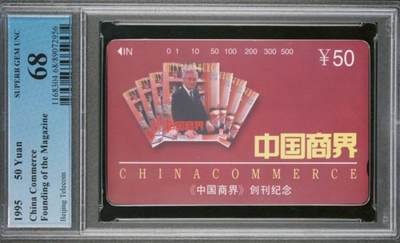 SUPERB GEM UNC
68
1995 50 Yuan
China Commerce
Founding of the Magazine
Beijing Telecom
◀IN
0 1 10 50 100 200 300 500
¥50
中国商界
CHINACOMMERCE
《中国商界》创刊纪念